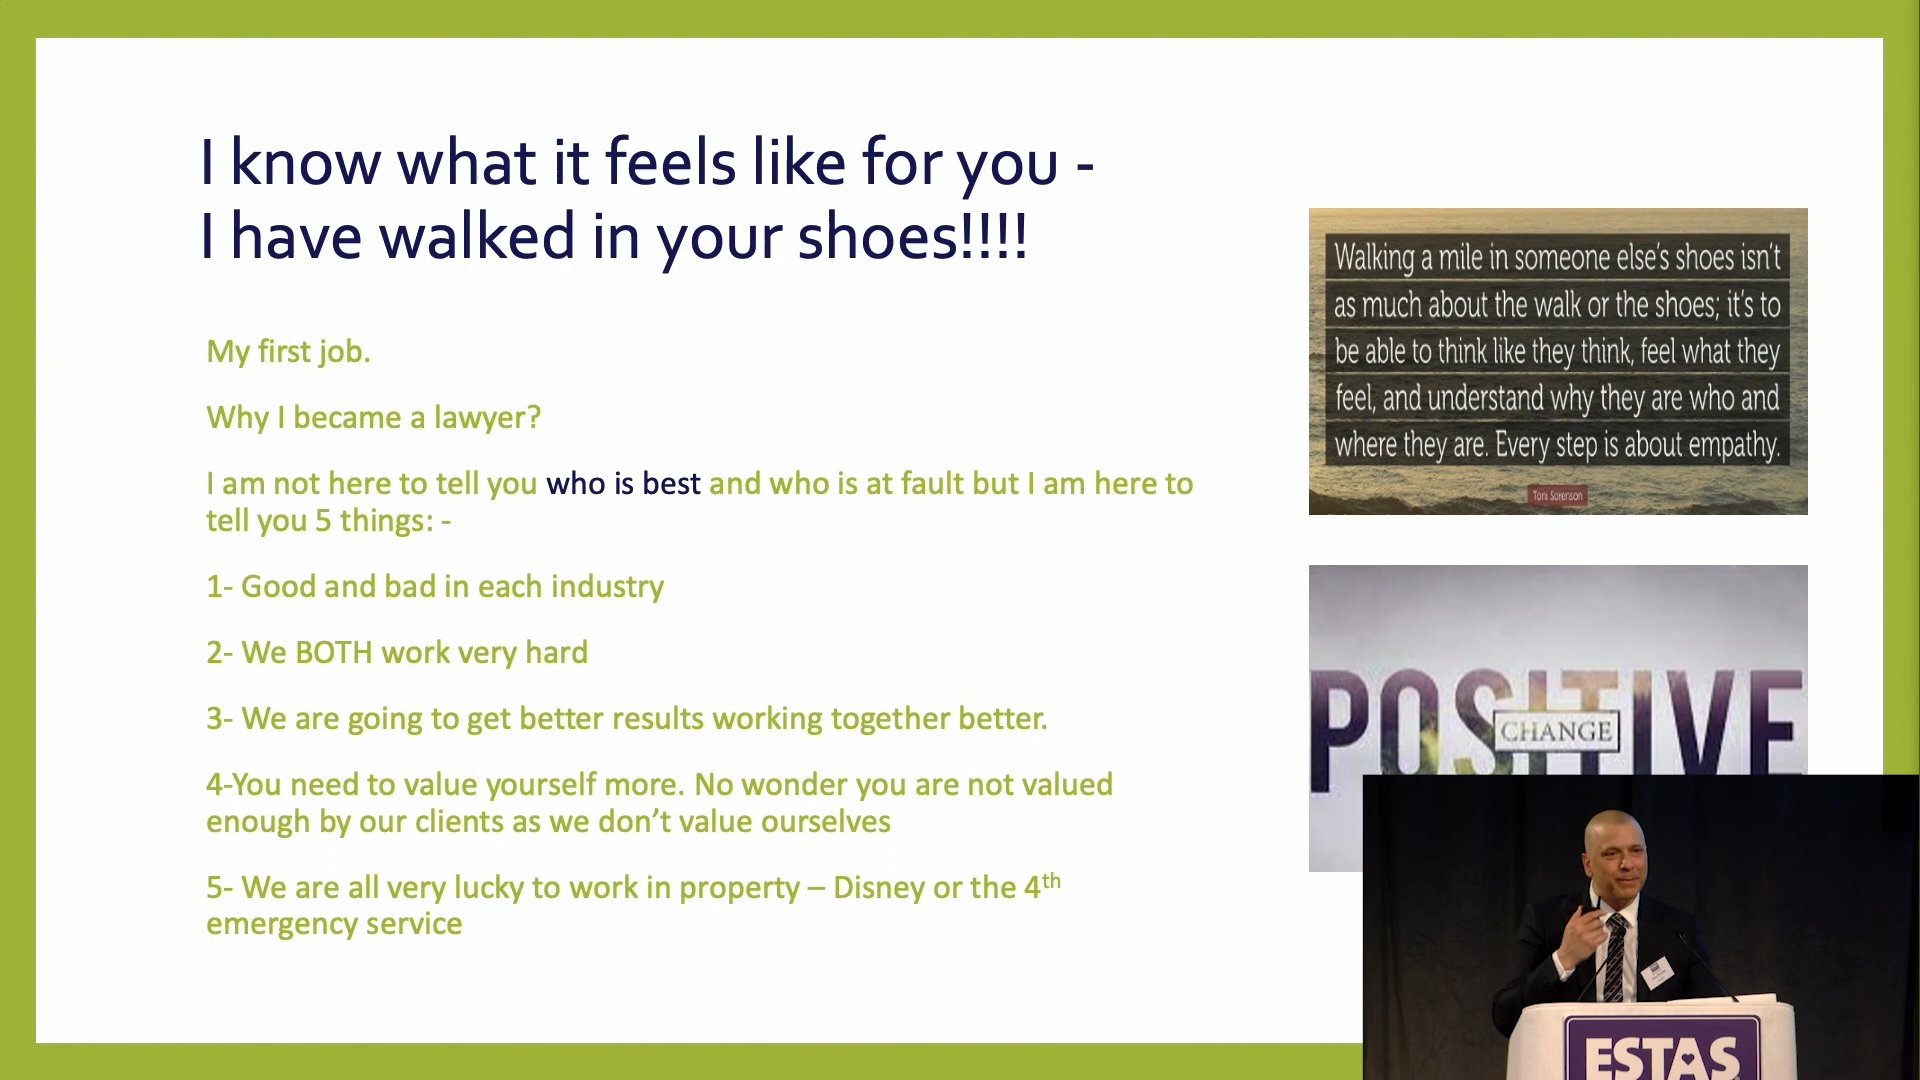 I know what it feels like for you -
I have walked in your shoes!!!!
My first job.
Why I became a lawyer?
I am not here to tell you who is best and who is at fault but I am here to
tell you 5 things: -
1- Good and bad in each industry
2- We BOTH work very hard
3- We are going to get better results working together better.
4-You need to value yourself more. No wonder you are not valued
enough by our clients as we don’t value ourselves
5- We are all very lucky to work in property – Disney or the 4th
emergency service
Walking a mile in someone else's shoes isn't
as much about the walk or the shoes; it's to
be able to think like they think, feel what they
feel, and understand why they are who and
where they are. Every step is about empathy.
Toni Sorenson
POSITIVE
CHANGE
ESTAS